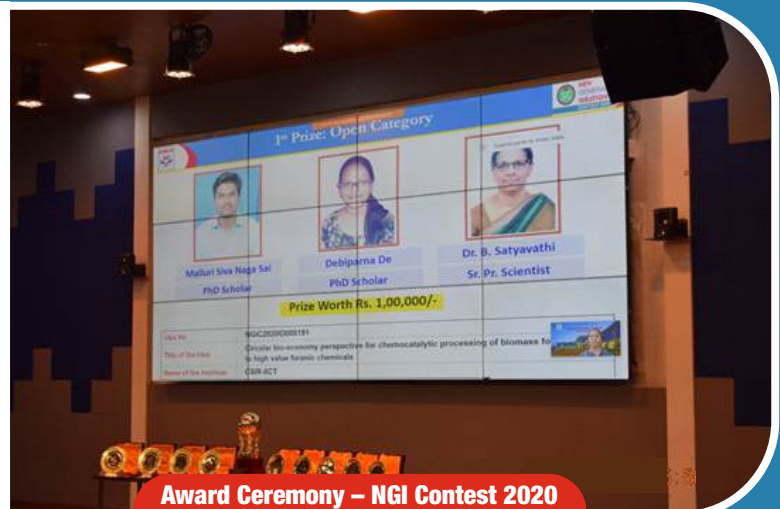 1st Prize: Open Category
NEW
GENERATION
Malluri Siva Naga Sai
PhD Scholar
Debiparna De
PhD Scholar
Dr. B. Satyavathi
Sr. Pr. Scientist
Prize Worth Rs. 1,00,000/-
Idea No
Title of the Idea
Circular bio-economy perspective for chemocatalytic processing of biomass
to high value furanic chemicals
Name of the Institute
CSIR-IICT
Award Ceremony – NGI Contest 2020